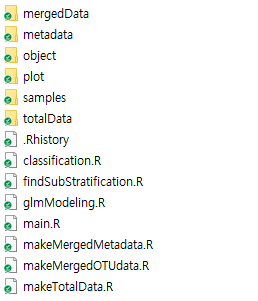 mergedData
metadata
object
plot
samples
totalData
.Rhistory
classification.R
findSubStratification.R
glmModeling.R
main.R
makeMergedMetadata.R
makeMergedOTUdata.R
makeTotalData.R